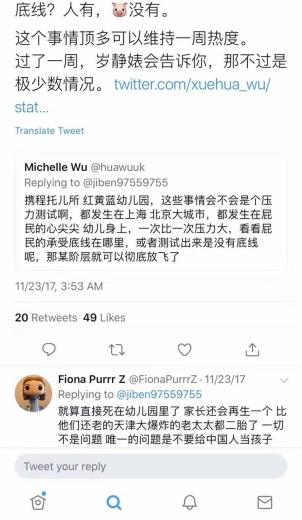 底线？人有，🐷没有。
这个事情顶多可以维持一周热度。
过了一周，岁静婊会告诉你，那不过是
极少数情况。 twitter.com/xuehua_wu/
stat...
Translate Tweet
Michelle Wu @huawuuk
Replying to @jiben97559755
携程托儿所 红黄蓝幼儿园，这些事情会不会是个压
力测试啊，都发生在上海 北京大城市，都发生在屁
民的心尖尖 幼儿身上，一次比一次压力大，看看屁
民的承受底线在哪里，或者测试出来是没有底线
呢，那某阶层就可以彻底放飞了
11/23/17, 3:53 AM
20 Retweets 49 Likes
Fiona Purrr Z @FionaPurrrZ · 11/23/17
Replying to @jiben97559755
就算直接死在幼儿园里了 家长还会再生一个 比
他们还老的天津大爆炸的老太太都二胎了 一切
不是问题 唯一的问题是不要给中国人当孩子
Tweet your reply